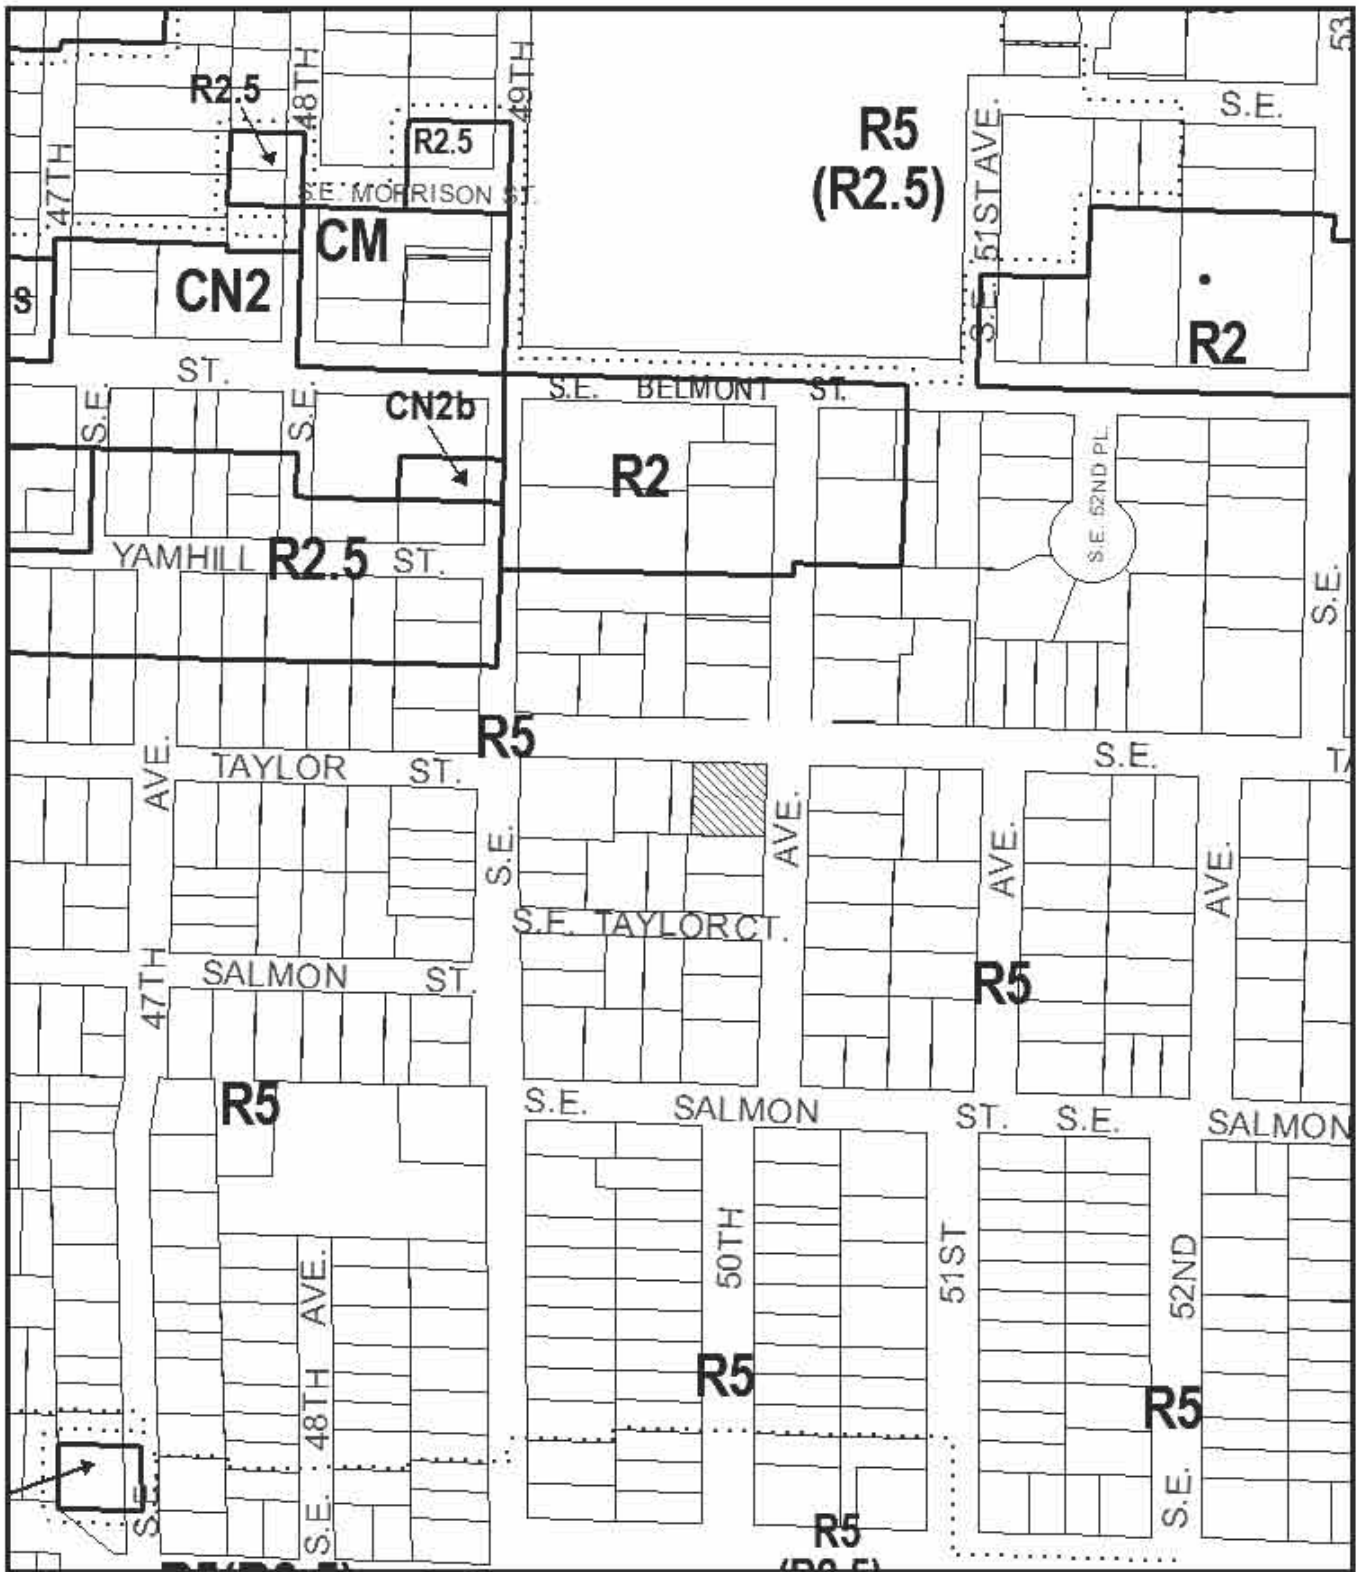 53
R2.5
48TH
49TH
47TH
R2.5
S.E. MORRISON ST.
R5
(R2.5)
S.E. 51ST AVE.
S.E.
CM
CN2
S
R2
ST.
S.E.
S.E.
CN2b
S.E. BELMONT ST.
R2
S.E. 52ND PL.
S.E.
YAMHILL ST.
R2.5
R5
TAYLOR ST.
S.E. TA
AVE.
S.E.
AVE.
AVE.
AVE.
S.E. TAYLOR CT.
47TH
SALMON ST.
R5
R5
S.E. SALMON ST.
S.E. SALMON
50TH
51ST
52ND
S.E. 48TH AVE.
R5
R5
S.E.
S.E.
R5